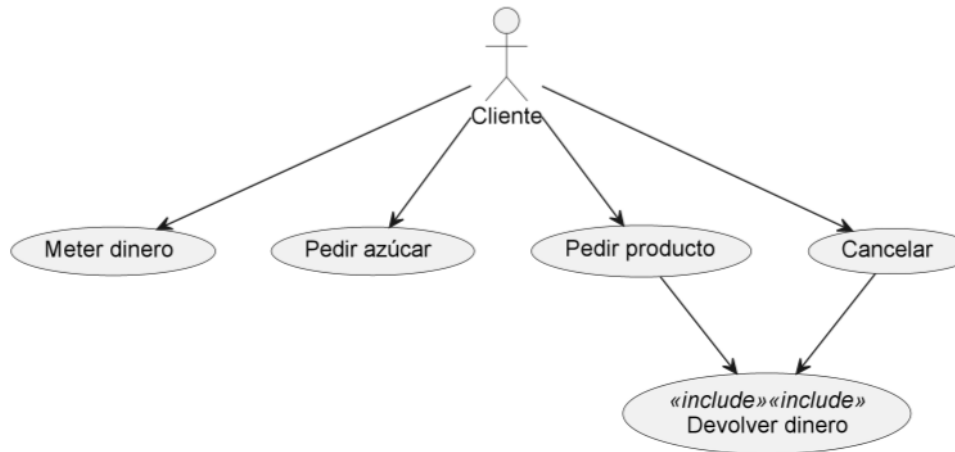 Cliente
Meter dinero
Pedir azúcar
Pedir producto
Cancelar
«include»«include»
Devolver dinero